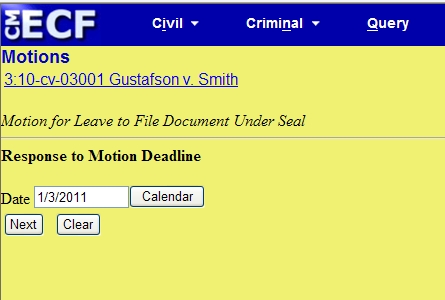 CM ECF Civil Criminal Query
Motions
3:10-cv-03001 Gustafson v. Smith
Motion for Leave to File Document Under Seal
Response to Motion Deadline
Date 1/3/2011 Calendar
Next Clear